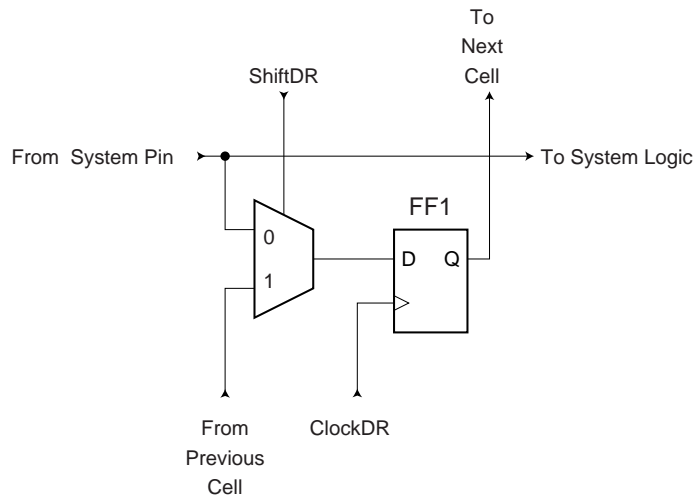 To
Next
Cell
ShiftDR
From System Pin
To System Logic
FF1
0
D Q
1
From
Previous
Cell
ClockDR